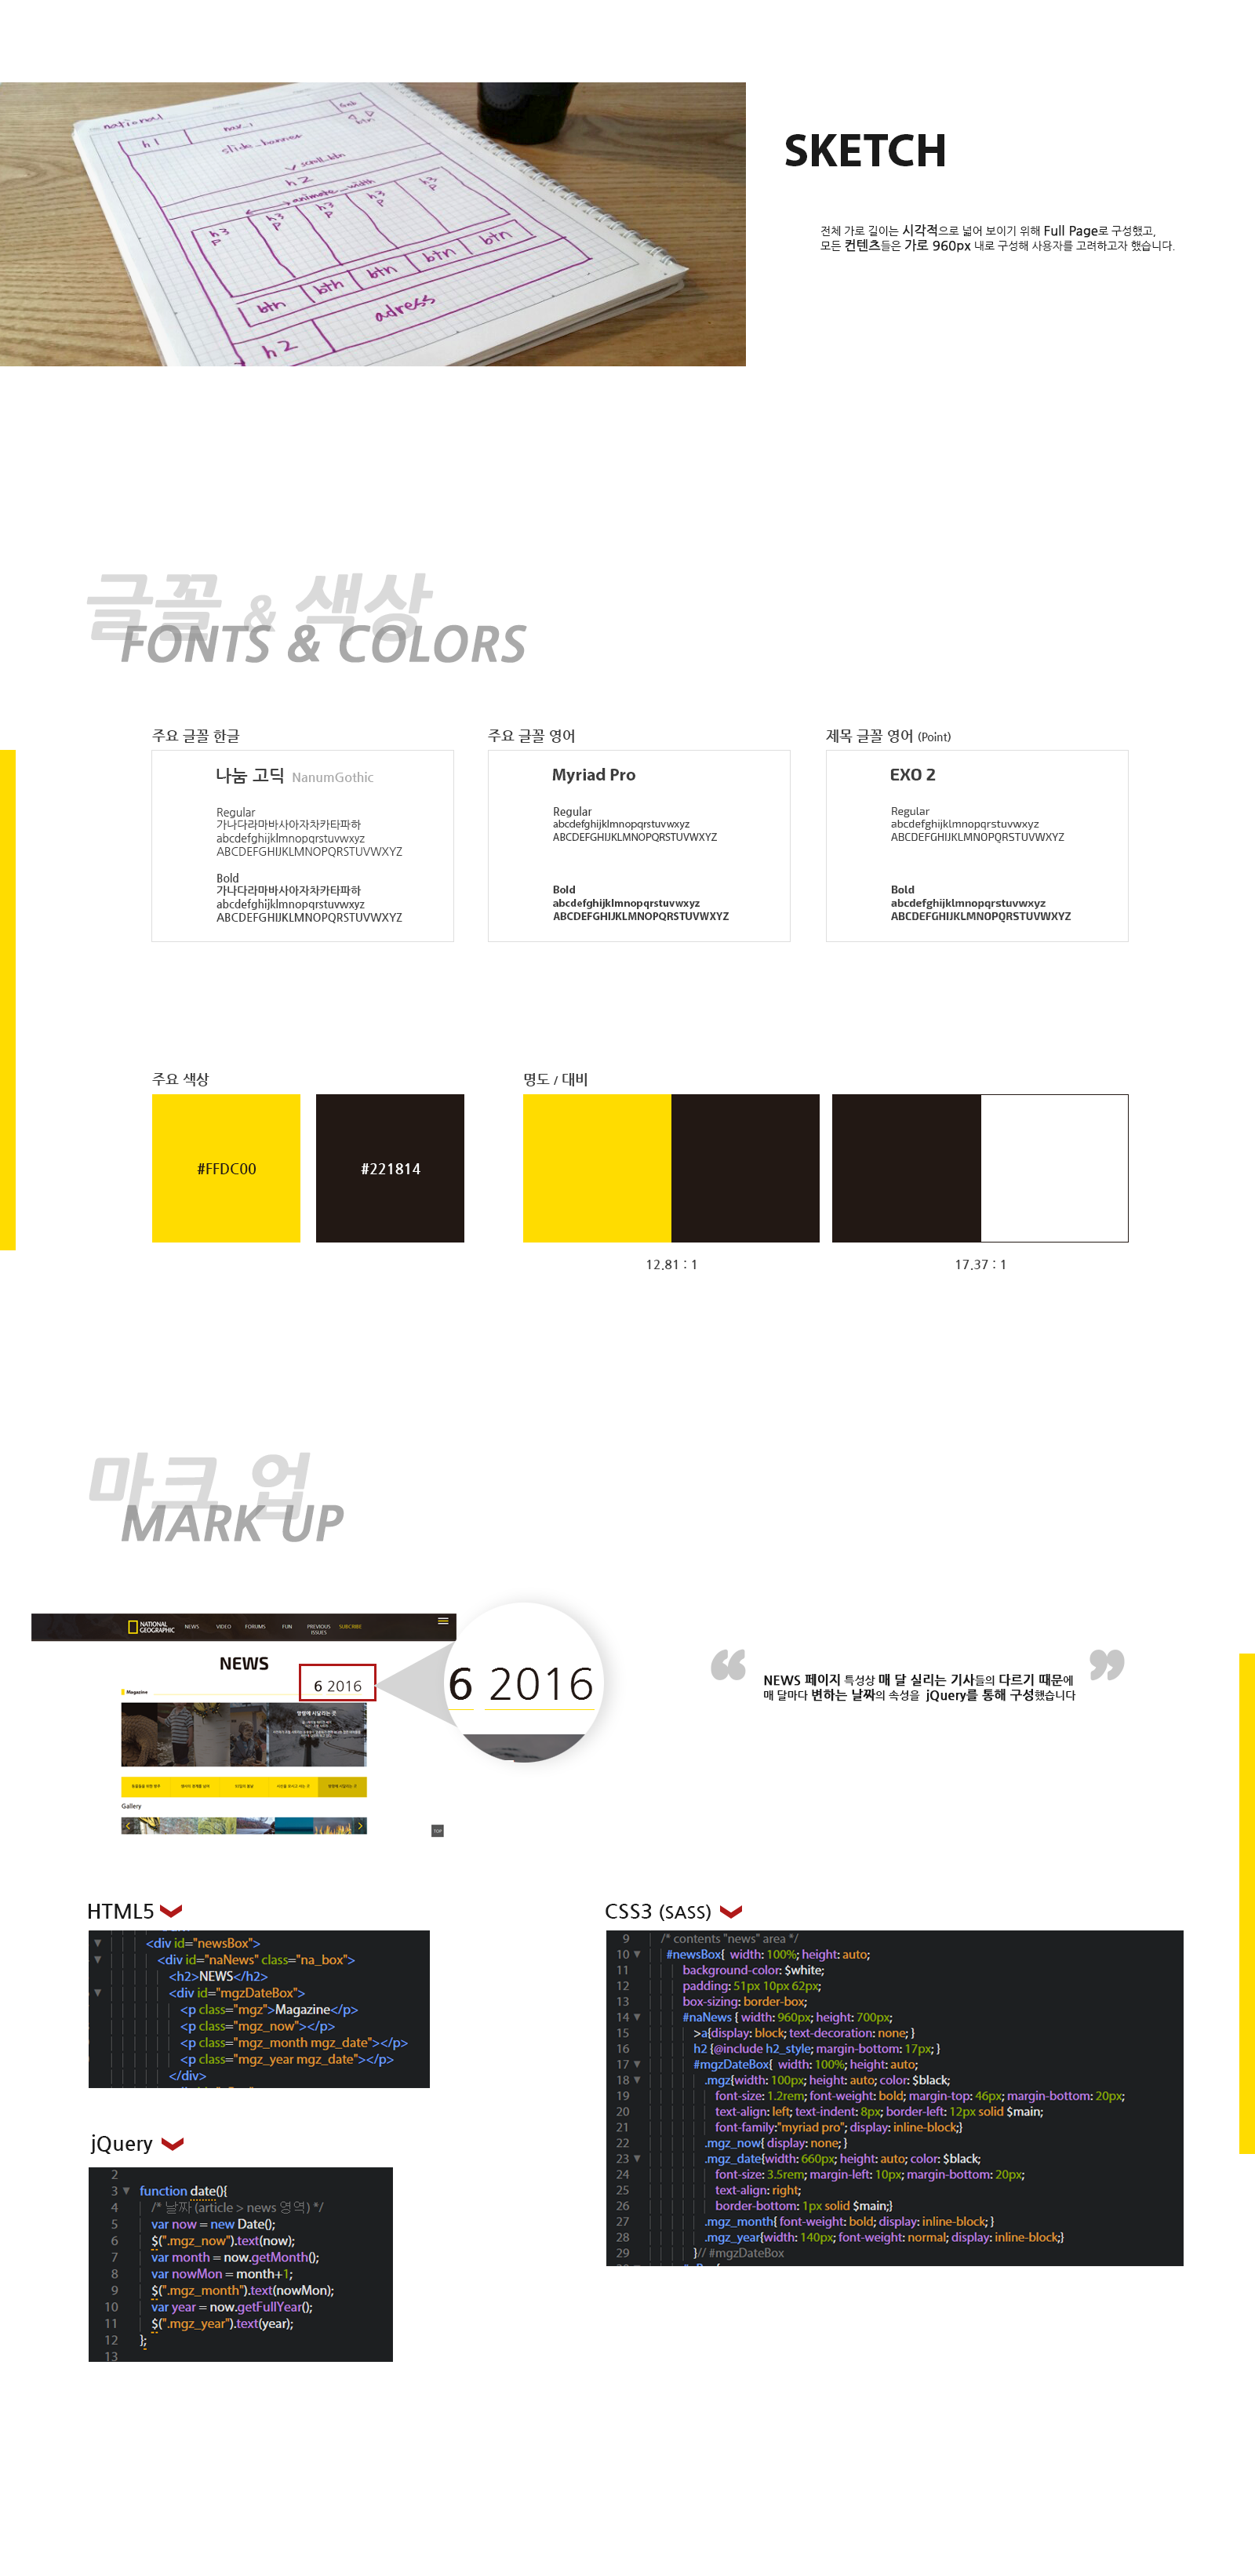 national
h1
slide_banner
scroll_btn
h2
animate_width
h3
p
h3
p
h3
p
h3
p
btn
btn
btn
btn
btn
h2
adress
SKETCH
전체 가로 길이는 시각적으로 넓어 보이기 위해 Full Page로 구성했고,
모든 컨텐츠들은 가로 960px 내로 구성해 사용자를 고려하고자 했습니다.
글꼴 & 색상
FONTS & COLORS
주요 글꼴 한글
나눔 고딕 NanumGothic
Regular
가나다라마바사아자차카타파하
abcdefghijklmnopqrstuvwxyz
ABCDEFGHIJKLMNOPQRSTUVWXYZ
Bold
가나다라마바사아자차카타파하
abcdefghijklmnopqrstuvwxyz
ABCDEFGHIJKLMNOPQRSTUVWXYZ
주요 글꼴 영어
Myriad Pro
Regular
abcdefghijklmnopqrstuvwxyz
ABCDEFGHIJKLMNOPQRSTUVWXYZ
Bold
abcdefghijklmnopqrstuvwxyz
ABCDEFGHIJKLMNOPQRSTUVWXYZ
제목 글꼴 영어 (Point)
EXO 2
Regular
abcdefghijklmnopqrstuvwxyz
ABCDEFGHIJKLMNOPQRSTUVWXYZ
Bold
abcdefghijklmnopqrstuvwxyz
ABCDEFGHIJKLMNOPQRSTUVWXYZ
주요 색상
#FFDC00
#221814
명도 / 대비
12.81 : 1
17.37 : 1
마크 업
MARK UP
NATIONAL
GEOGRAPHIC
NEWS
VIDEO
FORUMS
FUN
PREVIOUS
ISSUES
SUBCRIBE
NEWS
6 2016
Magazine
Gallery
TOP
6 2016
“ NEWS 페이지 특성상 매 달 실리는 기사들의 다르기 때문에
매 달마다 변하는 날짜의 속성을 jQuery를 통해 구성했습니다 ”
HTML5
<div id="newsBox">
<div id="naNews" class="na_box">
<h2>NEWS</h2>
<div id="mgzDateBox">
<p class="mgz">Magazine</p>
<p class="mgz_now"></p>
<p class="mgz_month mgz_date"></p>
<p class="mgz_year mgz_date"></p>
</div>
jQuery
2
3 function date(){
4 /* 날짜 (article > news 영역) */
5 var now = new Date();
6 $(".mgz_now").text(now);
7 var month = now.getMonth();
8 var nowMon = month+1;
9 $(".mgz_month").text(nowMon);
10 var year = now.getFullYear();
11 $(".mgz_year").text(year);
12 };
13
CSS3 (SASS)
9 /* contents "news" area */
10 #newsBox{ width: 100%; height: auto;
11 background-color: $white;
12 padding: 51px 10px 62px;
13 box-sizing: border-box;
14 #naNews { width: 960px; height: 700px;
15 >a{display: block; text-decoration: none; }
16 h2 {@include h2_style; margin-bottom: 17px; }
17 #mgzDateBox{ width: 100%; height: auto;
18 .mgz{width: 100px; height: auto; color: $black;
19 font-size: 1.2rem; font-weight: bold; margin-top: 46px; margin-bottom: 20px;
20 text-align: left; text-indent: 8px; border-left: 12px solid $main;
21 font-family:"myriad pro"; display: inline-block;}
22 .mgz_now{ display: none; }
23 .mgz_date{width: 660px; height: auto; color: $black;
24 font-size: 3.5rem; margin-left: 10px; margin-bottom: 20px;
25 text-align: right;
26 border-bottom: 1px solid $main;}
27 .mgz_month{ font-weight: bold; display: inline-block; }
28 .mgz_year{width: 140px; font-weight: normal; display: inline-block;}
29 }// #mgzDateBox